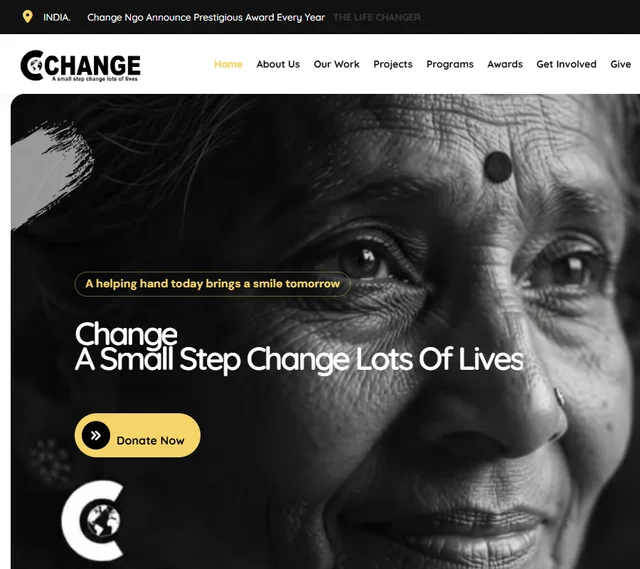 INDIA. Change Ngo Announce Prestigious Award Every Year THE LIFE CHANGER
CHANGE
A small step change lots of lives
Home About Us Our Work Projects Programs Awards Get Involved Give
A helping hand today brings a smile tomorrow
Change
A Small Step Change Lots Of Lives
Donate Now